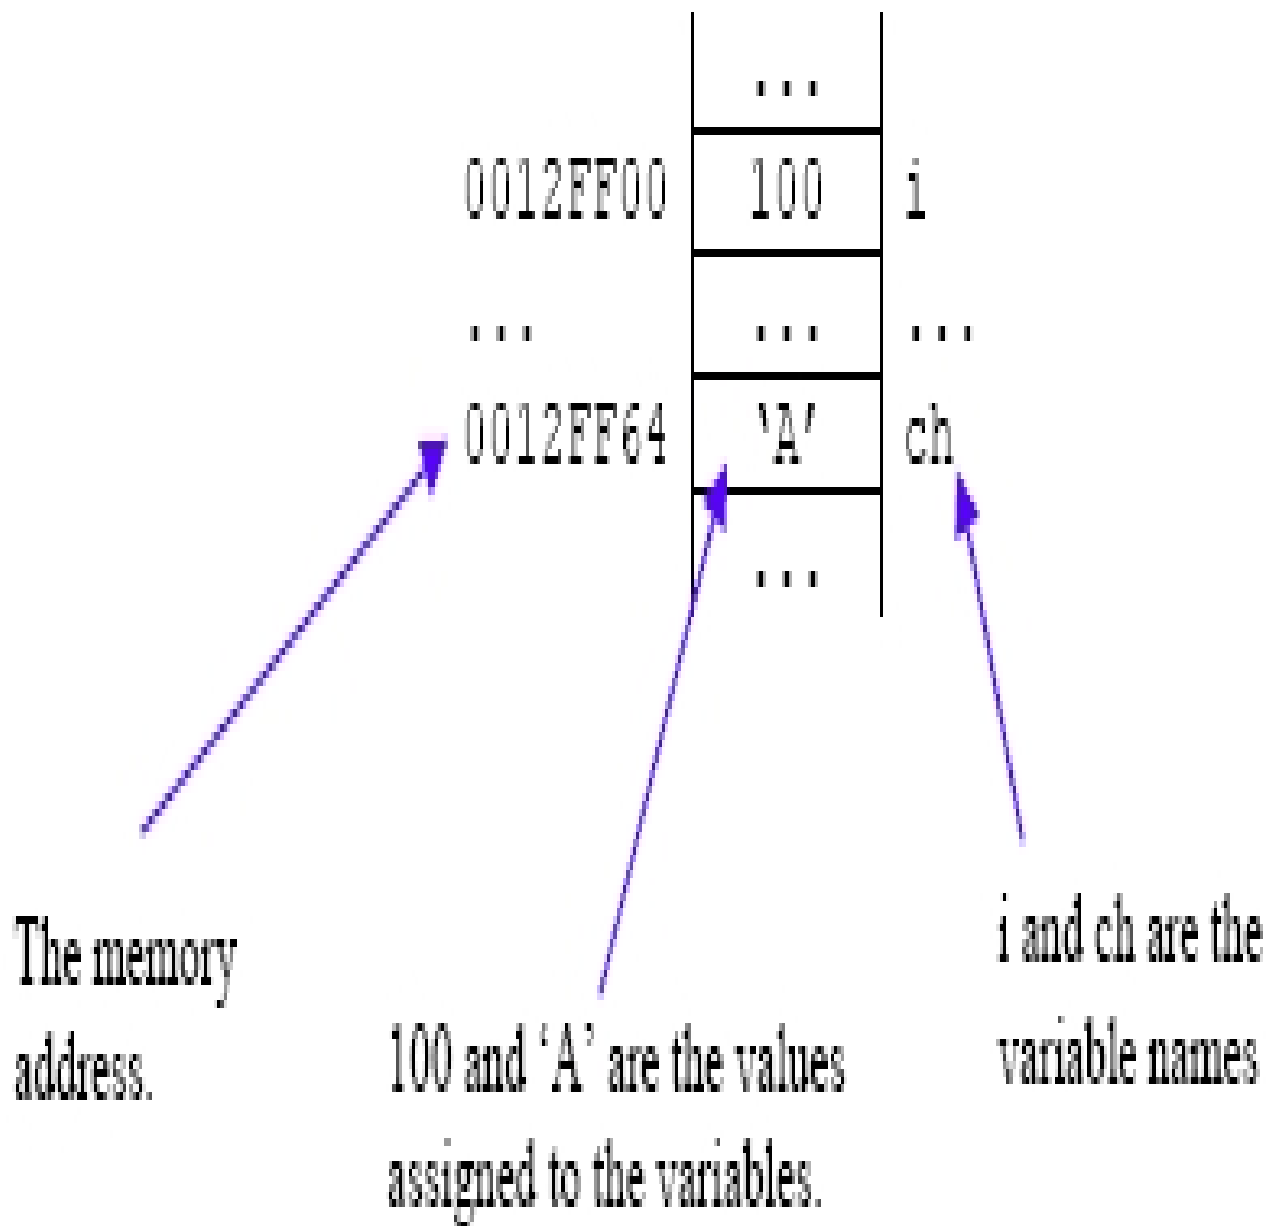 ...
0012FF00 100 i
... ... ...
0012FF64 'A' ch
...
The memory
address.
100 and ‘A’ are the values
assigned to the variables.
i and ch are the
variable names